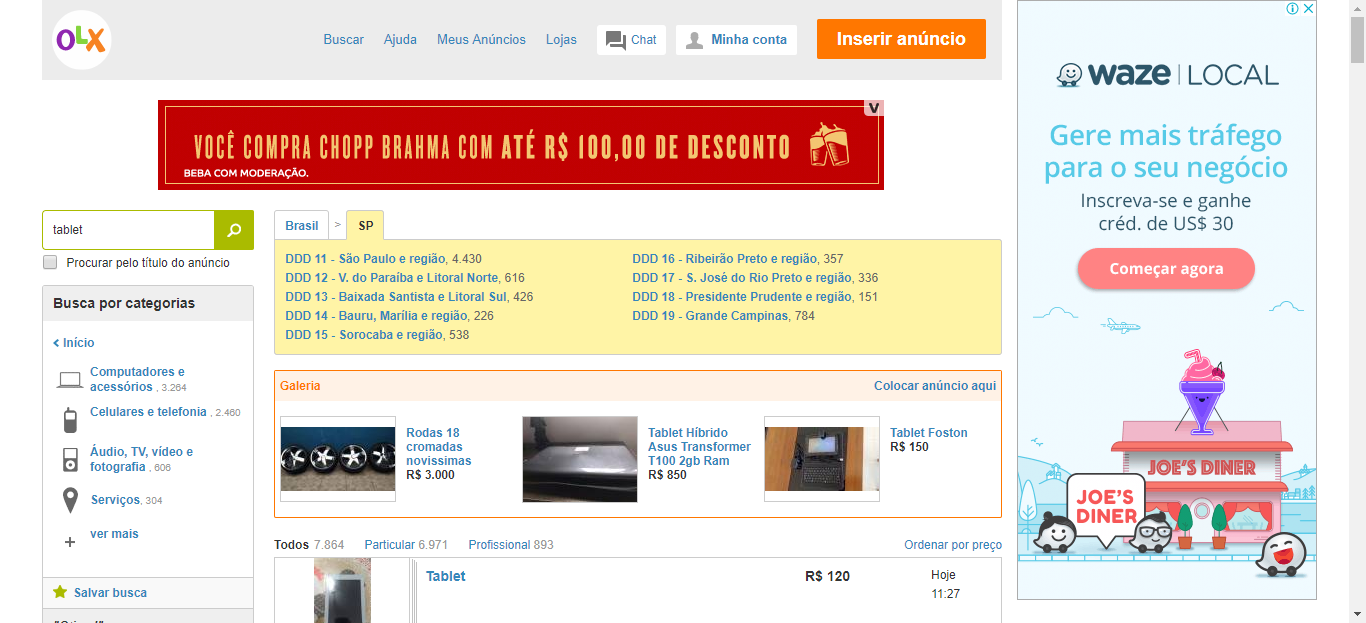 OLX
Buscar
Ajuda
Meus Anúncios
Lojas
Chat
Minha conta
Inserir anúncio
VOCÊ COMPRA CHOPP BRAHMA COM ATÉ R$ 100,00 DE DESCONTO
BEBA COM MODERAÇÃO.
V
tablet
Procurar pelo título do anúncio
Busca por categorias
Início
Computadores e
acessórios , 3.264
Celulares e telefonia , 2.460
Áudio, TV, vídeo e
fotografia , 606
Serviços, 304
+ ver mais
Salvar busca
Brasil > SP
DDD 11 - São Paulo e região, 4.430
DDD 12 - V. do Paraíba e Litoral Norte, 616
DDD 13 - Baixada Santista e Litoral Sul, 426
DDD 14 - Bauru, Marília e região, 226
DDD 15 - Sorocaba e região, 538
DDD 16 - Ribeirão Preto e região, 357
DDD 17 - S. José do Rio Preto e região, 336
DDD 18 - Presidente Prudente e região, 151
DDD 19 - Grande Campinas, 784
Galeria
Colocar anúncio aqui
Rodas 18
cromadas
novissimas
R$ 3.000
Tablet Híbrido
Asus Transformer
T100 2gb Ram
R$ 850
Tablet Foston
R$ 150
Todos 7.864
Particular 6.971
Profissional 893
Ordenar por preço
Tablet
R$ 120
Hoje
11:27
waze | LOCAL
Gere mais tráfego
para o seu negócio
Inscreva-se e ganhe
créd. de US$ 30
Começar agora
JOE'S DINER
JOE'S
DINER